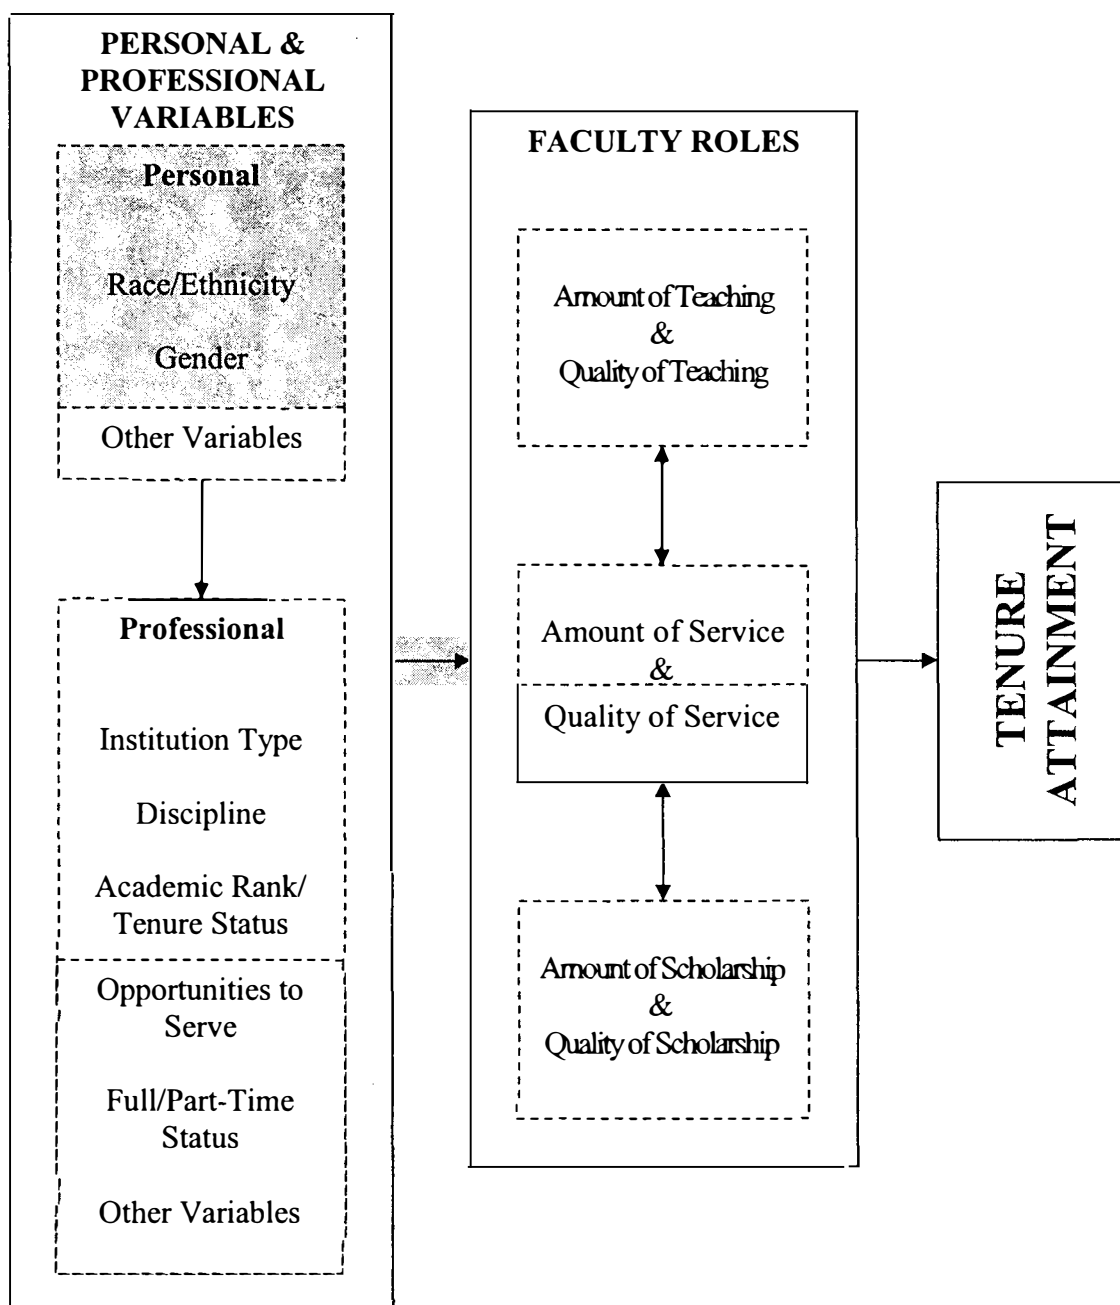 PERSONAL &
PROFESSIONAL
VARIABLES
Personal
Race/Ethnicity
Gender
Other Variables
Professional
Institution Type
Discipline
Academic Rank/
Tenure Status
Opportunities to
Serve
Full/Part-Time
Status
Other Variables
FACULTY ROLES
Amount of Teaching
&
Quality of Teaching
Amount of Service
&
Quality of Service
Amount of Scholarship
&
Quality of Scholarship
TENURE
ATTAINMENT